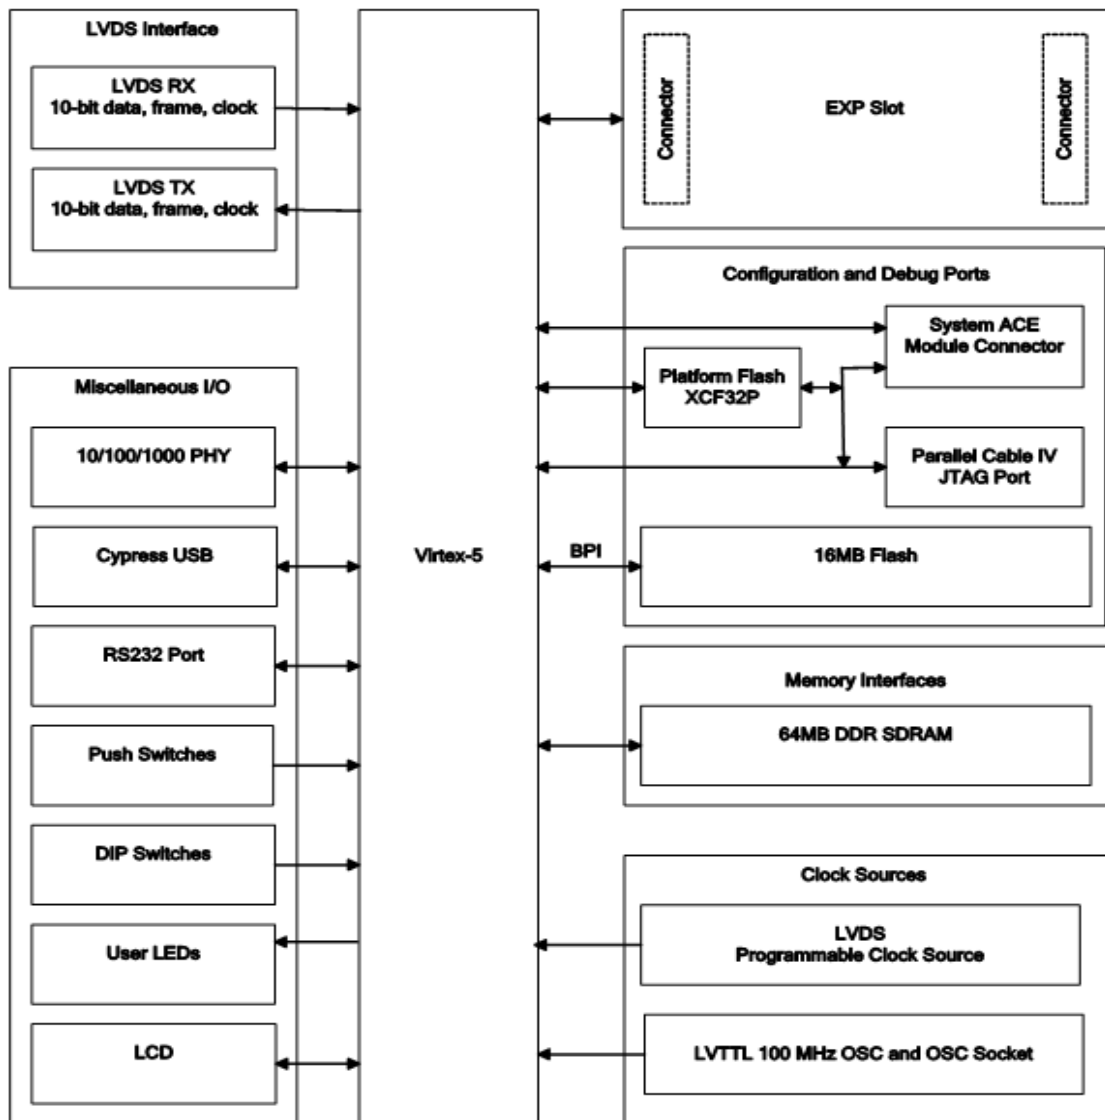 LVDS Interface
LVDS RX
10-bit data, frame, clock
LVDS TX
10-bit data, frame, clock
Miscellaneous I/O
10/100/1000 PHY
Cypress USB
RS232 Port
Push Switches
DIP Switches
User LEDs
LCD
Virtex-5
Connector
EXP Slot
Connector
Configuration and Debug Ports
System ACE
Module Connector
Platform Flash
XCF32P
Parallel Cable IV
JTAG Port
BPI
16MB Flash
Memory Interfaces
64MB DDR SDRAM
Clock Sources
LVDS
Programmable Clock Source
LVTTL 100 MHz OSC and OSC Socket